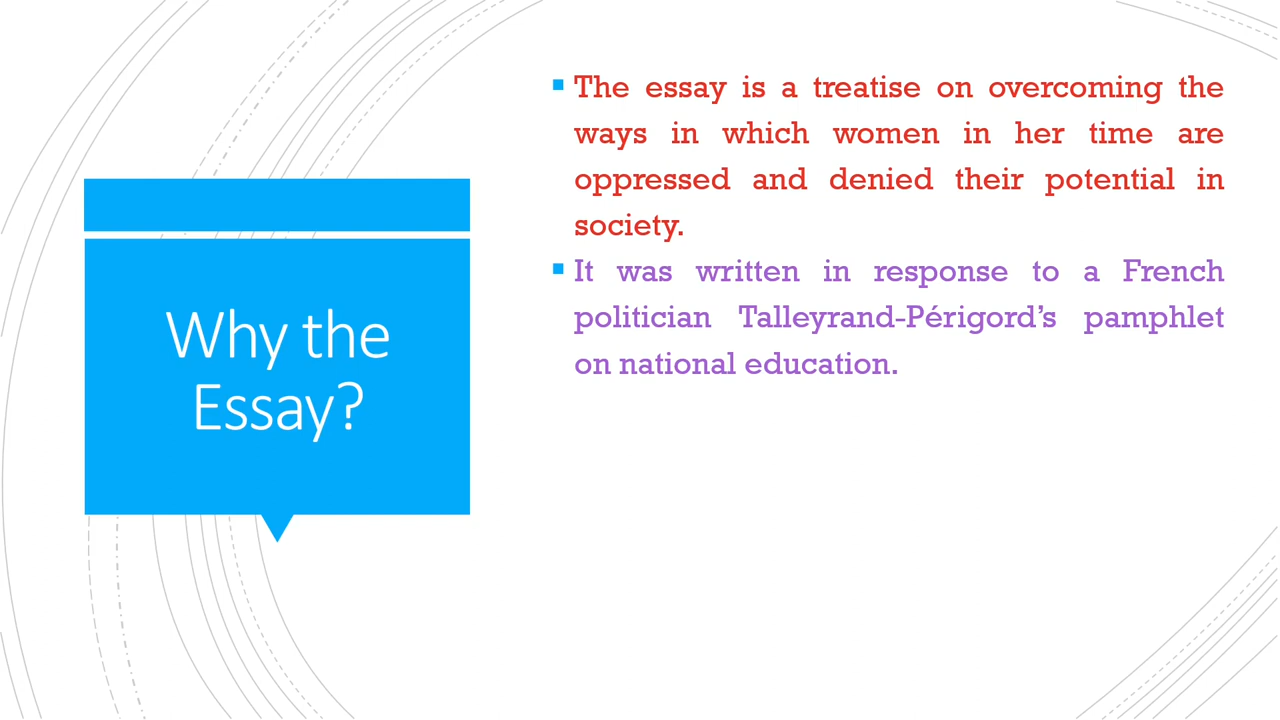 Why the
Essay?
The essay is a treatise on overcoming the
ways in which women in her time are
oppressed and denied their potential in
society.
It was written in response to a French
politician Talleyrand-Périgord’s pamphlet
on national education.